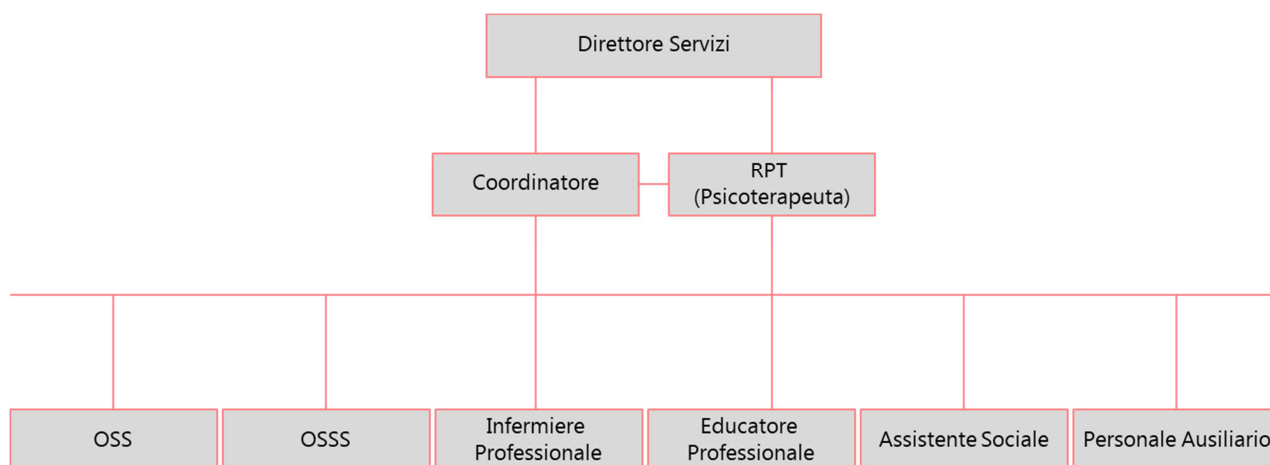 Direttore Servizi
Coordinatore
RPT
(Psicoterapeuta)
OSS
OSSS
Infermiere
Professionale
Educatore
Professionale
Assistente Sociale
Personale Ausiliario